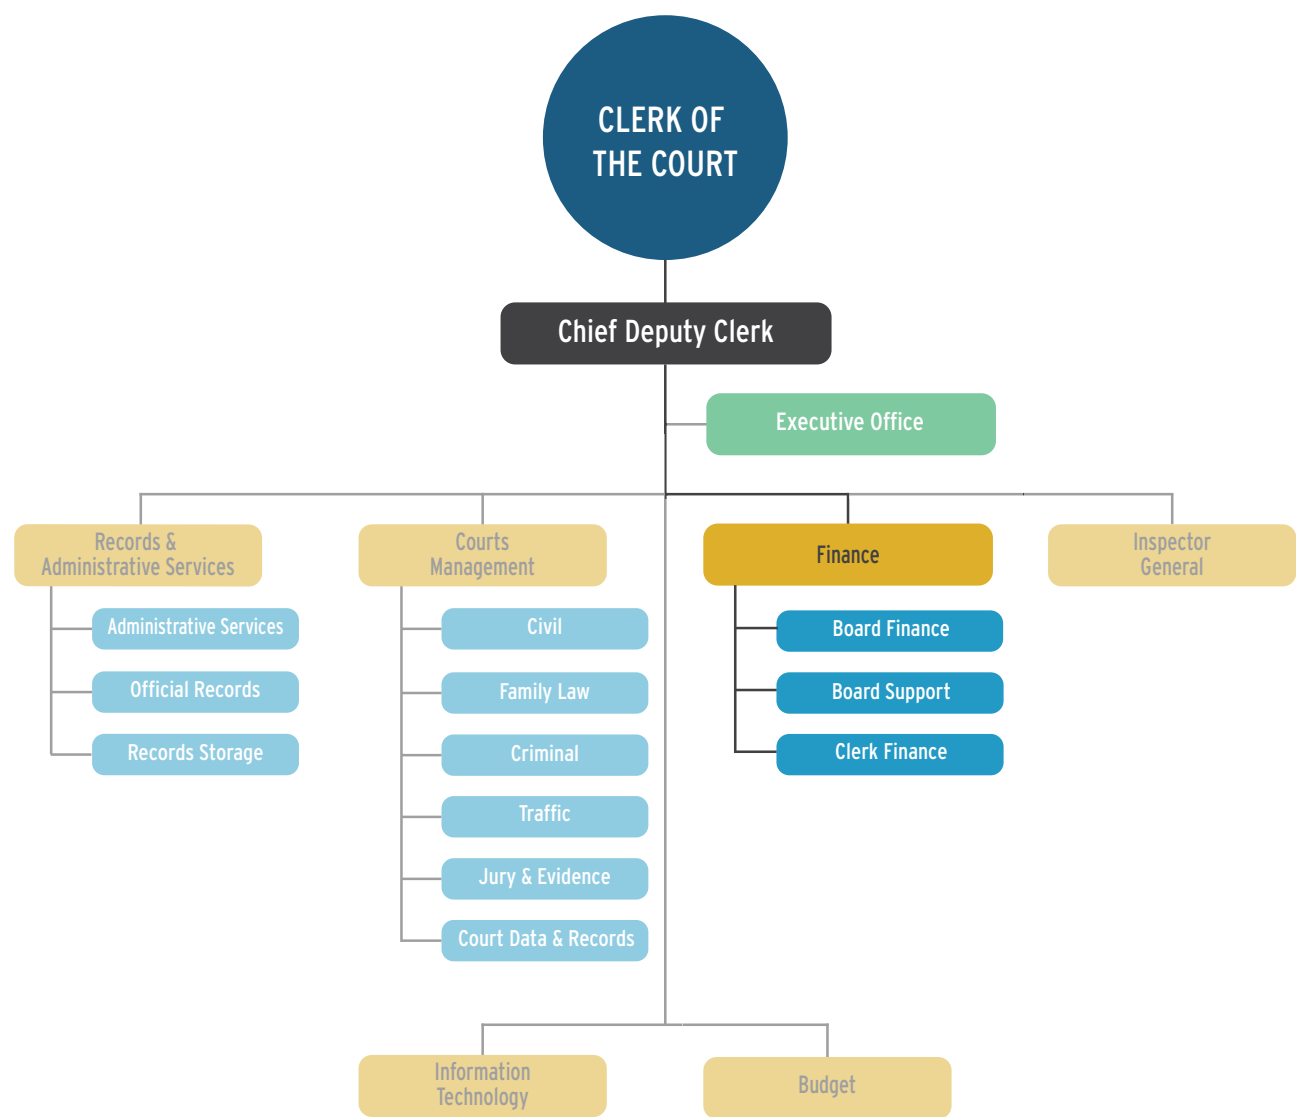 CLERK OF
THE COURT
Chief Deputy Clerk
Executive Office
Records &
Administrative Services
Administrative Services
Official Records
Records Storage
Courts
Management
Civil
Family Law
Criminal
Traffic
Jury & Evidence
Court Data & Records
Finance
Board Finance
Board Support
Clerk Finance
Inspector
General
Information
Technology
Budget